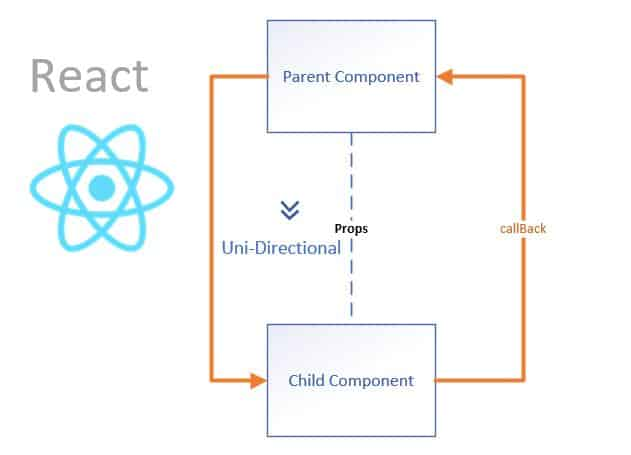 React
Parent Component
Props
callBack
Uni-Directional
Child Component